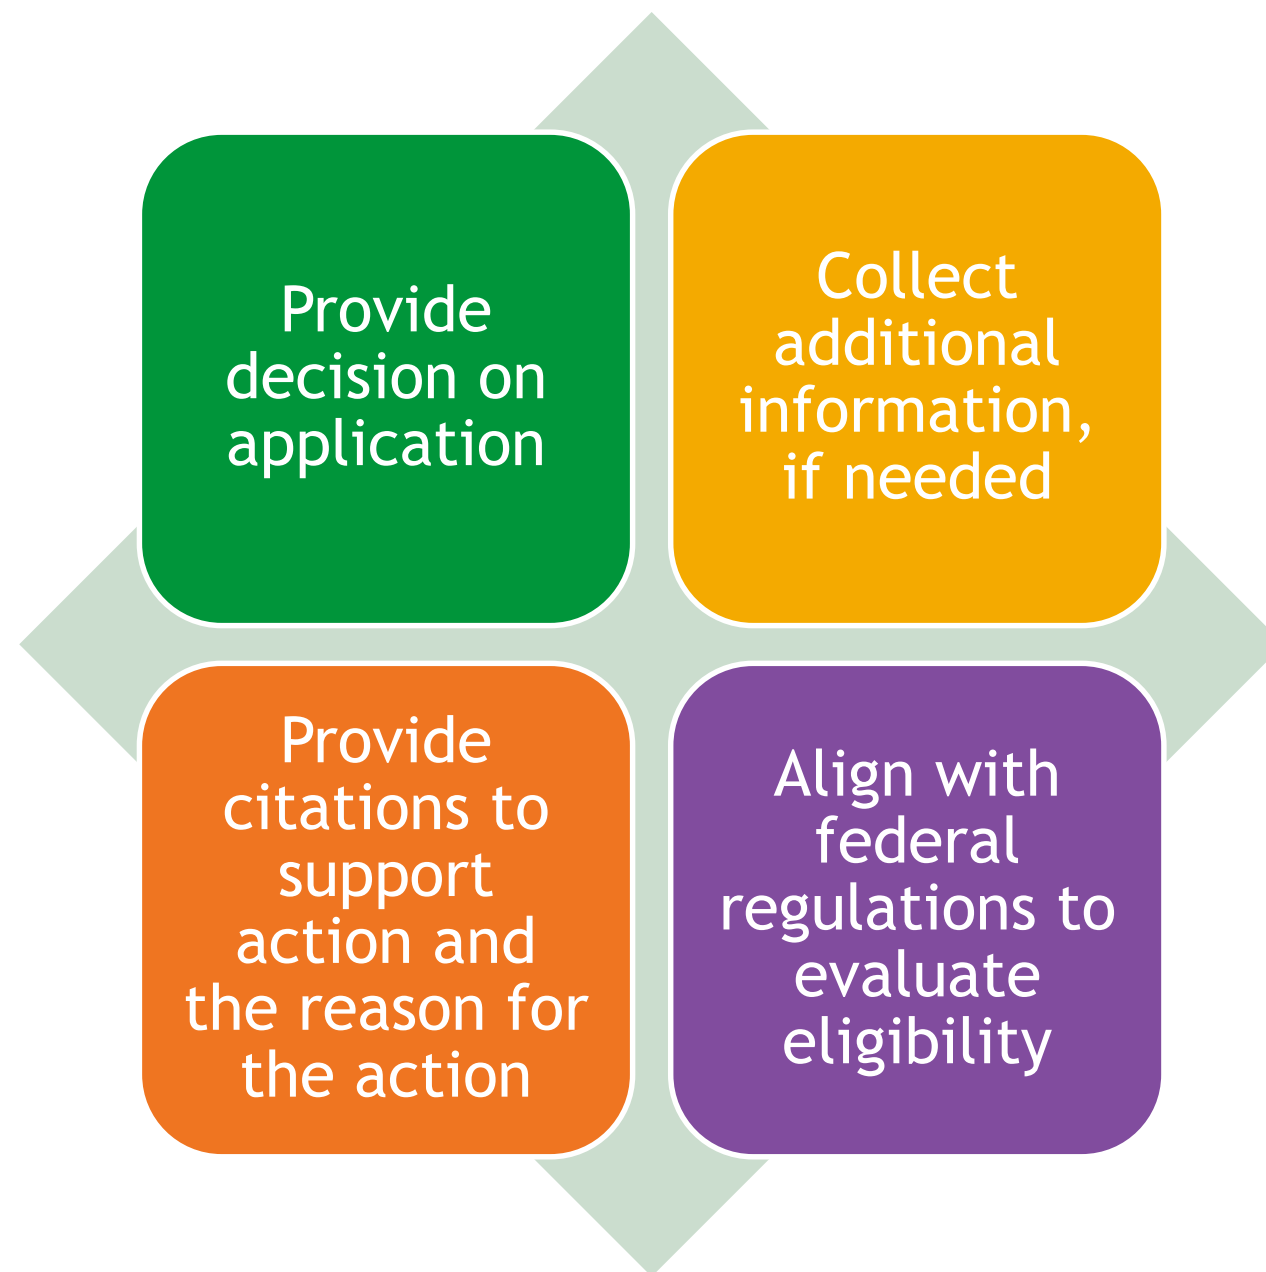 Provide
decision on
application
Collect
additional
information,
if needed
Provide
citations to
support
action and
the reason for
the action
Align with
federal
regulations to
evaluate
eligibility